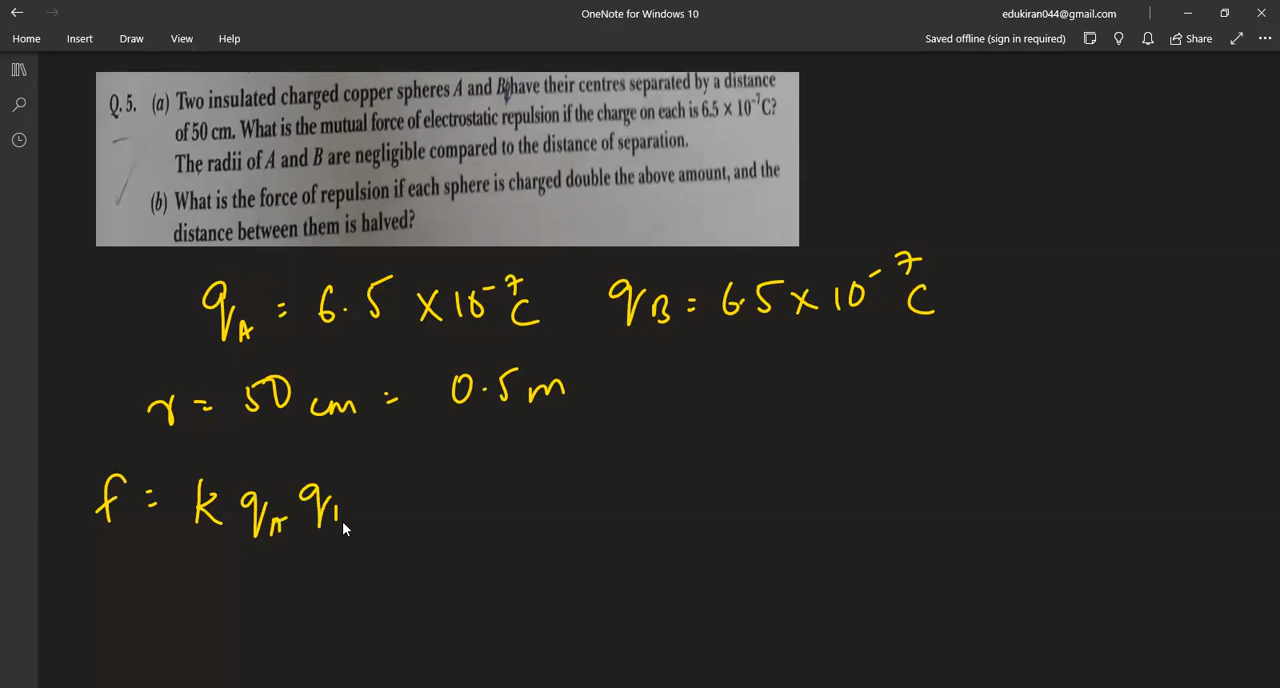 OneNote for Windows 10
edukiran044@gmail.com
Home Insert Draw View Help
Saved offline (sign in required) Share
Q.5. (a) Two insulated charged copper spheres A and B have their centres separated by a distance
of 50 cm. What is the mutual force of electrostatic repulsion if the charge on each is 6.5 × 10⁻⁷C?
The radii of A and B are negligible compared to the distance of separation.
(b) What is the force of repulsion if each sphere is charged double the above amount, and the
distance between them is halved?
q_A = 6.5 × 10⁻⁷ C q_B = 6.5 × 10⁻⁷ C
r = 50 cm = 0.5 m
f = k q_A q